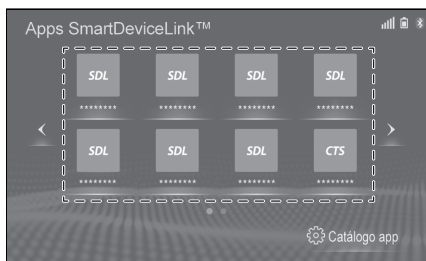 Apps SmartDeviceLink™
SDL SDL SDL SDL
******** ******** ******** ********
SDL SDL SDL CTS
******** ******** ******** ********
Catálogo app